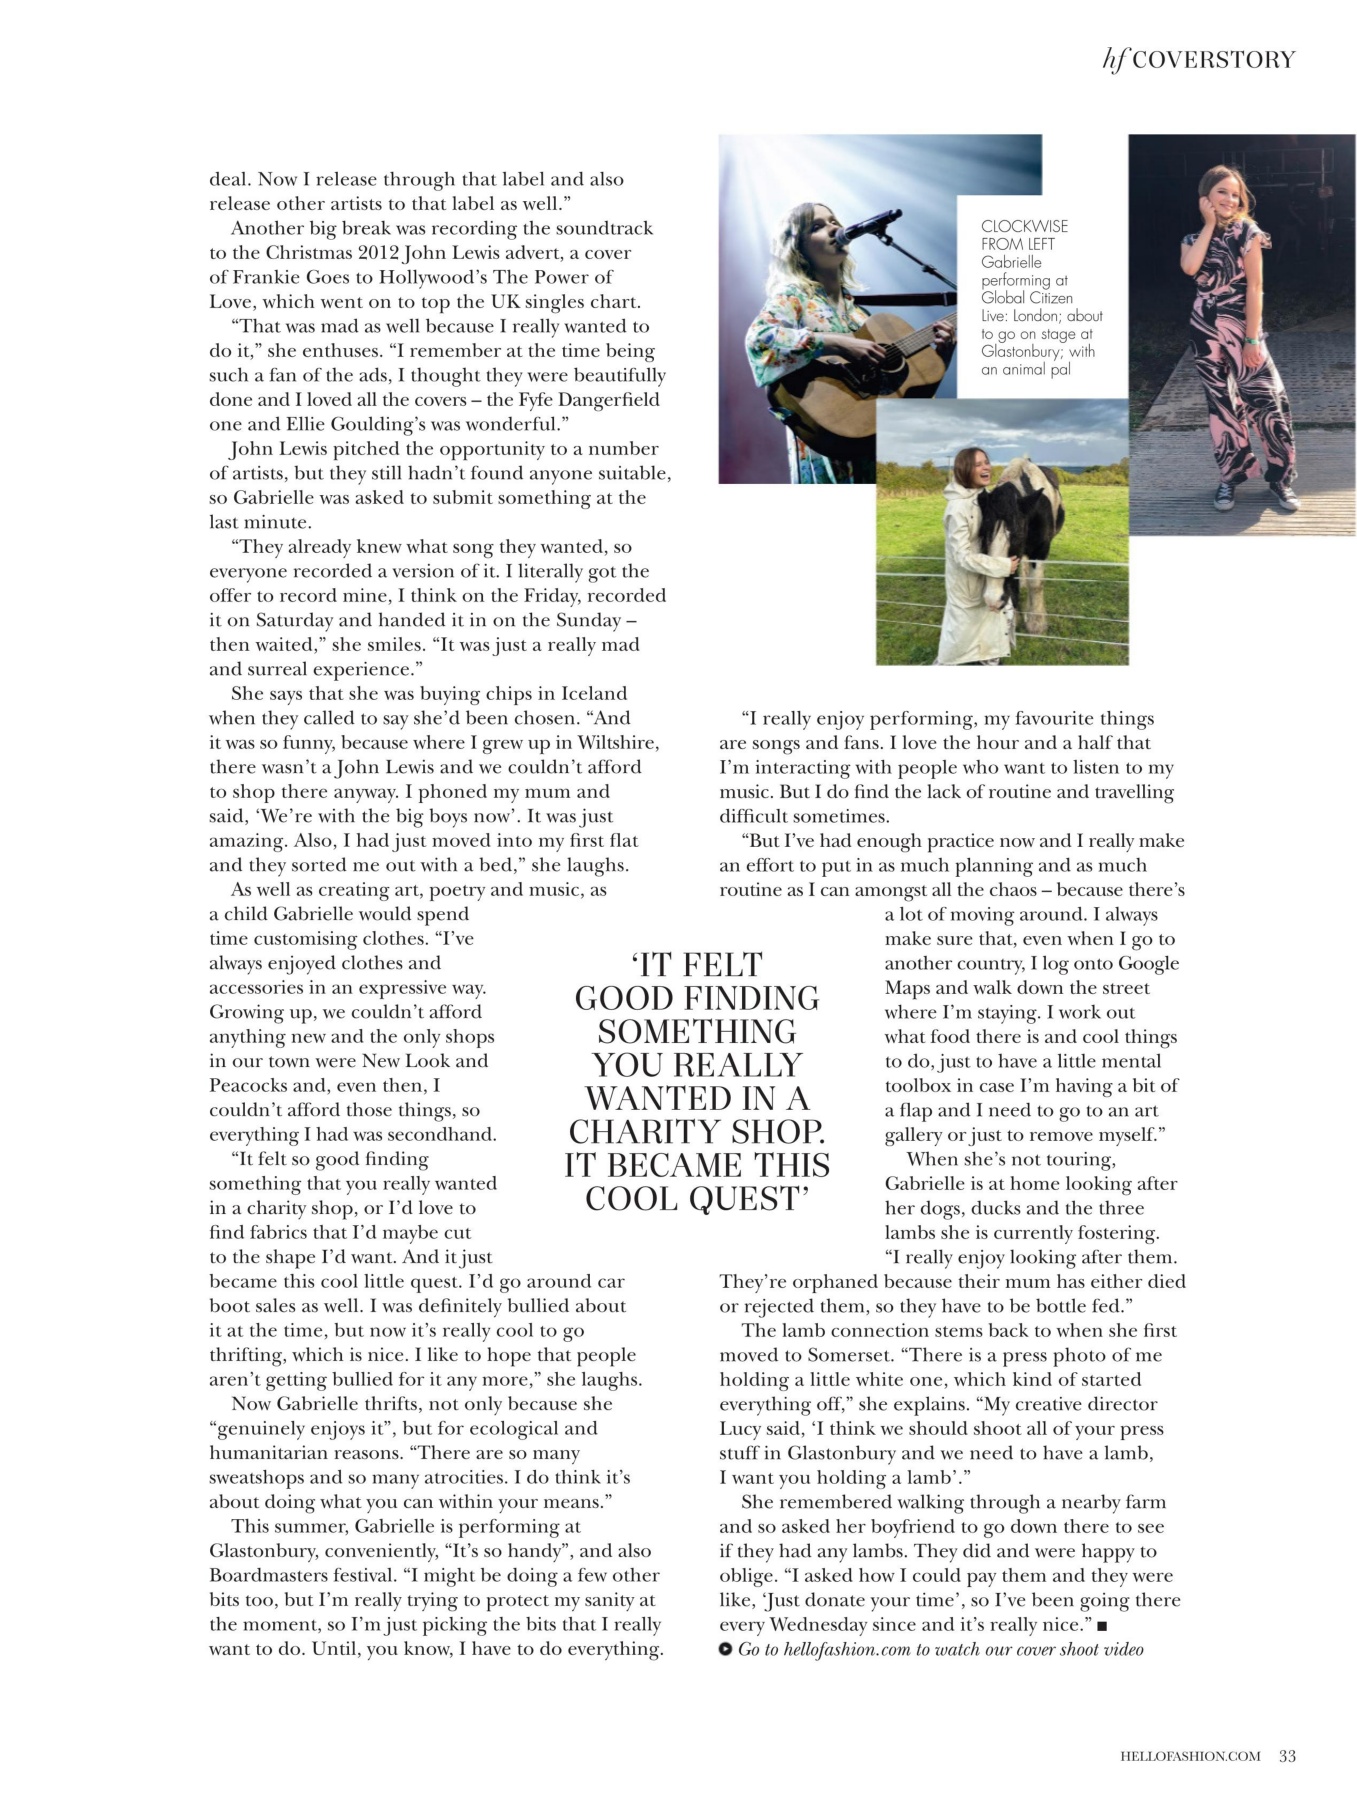 hf COVERSTORY
deal. Now I release through that label and also
release other artists to that label as well.”
Another big break was recording the soundtrack
to the Christmas 2012 John Lewis advert, a cover
of Frankie Goes to Hollywood’s The Power of
Love, which went on to top the UK singles chart.
“That was mad as well because I really wanted to
do it,” she enthuses. “I remember at the time being
such a fan of the ads, I thought they were beautifully
done and I loved all the covers – the Fyfe Dangerfield
one and Ellie Goulding’s was wonderful.”
John Lewis pitched the opportunity to a number
of artists, but they still hadn’t found anyone suitable,
so Gabrielle was asked to submit something at the
last minute.
“They already knew what song they wanted, so
everyone recorded a version of it. I literally got the
offer to record mine, I think on the Friday, recorded
it on Saturday and handed it in on the Sunday –
then waited,” she smiles. “It was just a really mad
and surreal experience.”
She says that she was buying chips in Iceland
when they called to say she’d been chosen. “And
it was so funny, because where I grew up in Wiltshire,
there wasn’t a John Lewis and we couldn’t afford
to shop there anyway. I phoned my mum and
said, ‘We’re with the big boys now’. It was just
amazing. Also, I had just moved into my first flat
and they sorted me out with a bed,” she laughs.
As well as creating art, poetry and music, as
a child Gabrielle would spend
time customising clothes. “I’ve
always enjoyed clothes and
accessories in an expressive way.
Growing up, we couldn’t afford
anything new and the only shops
in our town were New Look and
Peacocks and, even then, I
couldn’t afford those things, so
everything I had was secondhand.
“It felt so good finding
something that you really wanted
in a charity shop, or I’d love to
find fabrics that I’d maybe cut
to the shape I’d want. And it just
became this cool little quest. I’d go around car
boot sales as well. I was definitely bullied about
it at the time, but now it’s really cool to go
thrifting, which is nice. I like to hope that people
aren’t getting bullied for it any more,” she laughs.
Now Gabrielle thrifts, not only because she
“genuinely enjoys it”, but for ecological and
humanitarian reasons. “There are so many
sweatshops and so many atrocities. I do think it’s
about doing what you can within your means.”
This summer, Gabrielle is performing at
Glastonbury, conveniently, “It’s so handy”, and also
Boardmasters festival. “I might be doing a few other
bits too, but I’m really trying to protect my sanity at
the moment, so I’m just picking the bits that I really
want to do. Until, you know, I have to do everything.
‘IT FELT
GOOD FINDING
SOMETHING
YOU REALLY
WANTED IN A
CHARITY SHOP.
IT BECAME THIS
COOL QUEST’
CLOCKWISE
FROM LEFT
Gabrielle
performing at
Global Citizen
Live: London; about
to go on stage at
Glastonbury; with
an animal pal
“I really enjoy performing, my favourite things
are songs and fans. I love the hour and a half that
I’m interacting with people who want to listen to my
music. But I do find the lack of routine and travelling
difficult sometimes.
“But I’ve had enough practice now and I really make
an effort to put in as much planning and as much
routine as I can amongst all the chaos – because there’s
a lot of moving around. I always
make sure that, even when I go to
another country, I log onto Google
Maps and walk down the street
where I’m staying. I work out
what food there is and cool things
to do, just to have a little mental
toolbox in case I’m having a bit of
a flap and I need to go to an art
gallery or just to remove myself.”
When she’s not touring,
Gabrielle is at home looking after
her dogs, ducks and the three
lambs she is currently fostering.
“I really enjoy looking after them.
They’re orphaned because their mum has either died
or rejected them, so they have to be bottle fed.”
The lamb connection stems back to when she first
moved to Somerset. “There is a press photo of me
holding a little white one, which kind of started
everything off,” she explains. “My creative director
Lucy said, ‘I think we should shoot all of your press
stuff in Glastonbury and we need to have a lamb,
I want you holding a lamb’.”
She remembered walking through a nearby farm
and so asked her boyfriend to go down there to see
if they had any lambs. They did and were happy to
oblige. “I asked how I could pay them and they were
like, ‘Just donate your time’, so I’ve been going there
every Wednesday since and it’s really nice.” ■
Go to hellofashion.com to watch our cover shoot video
HELLOFASHION.COM 33